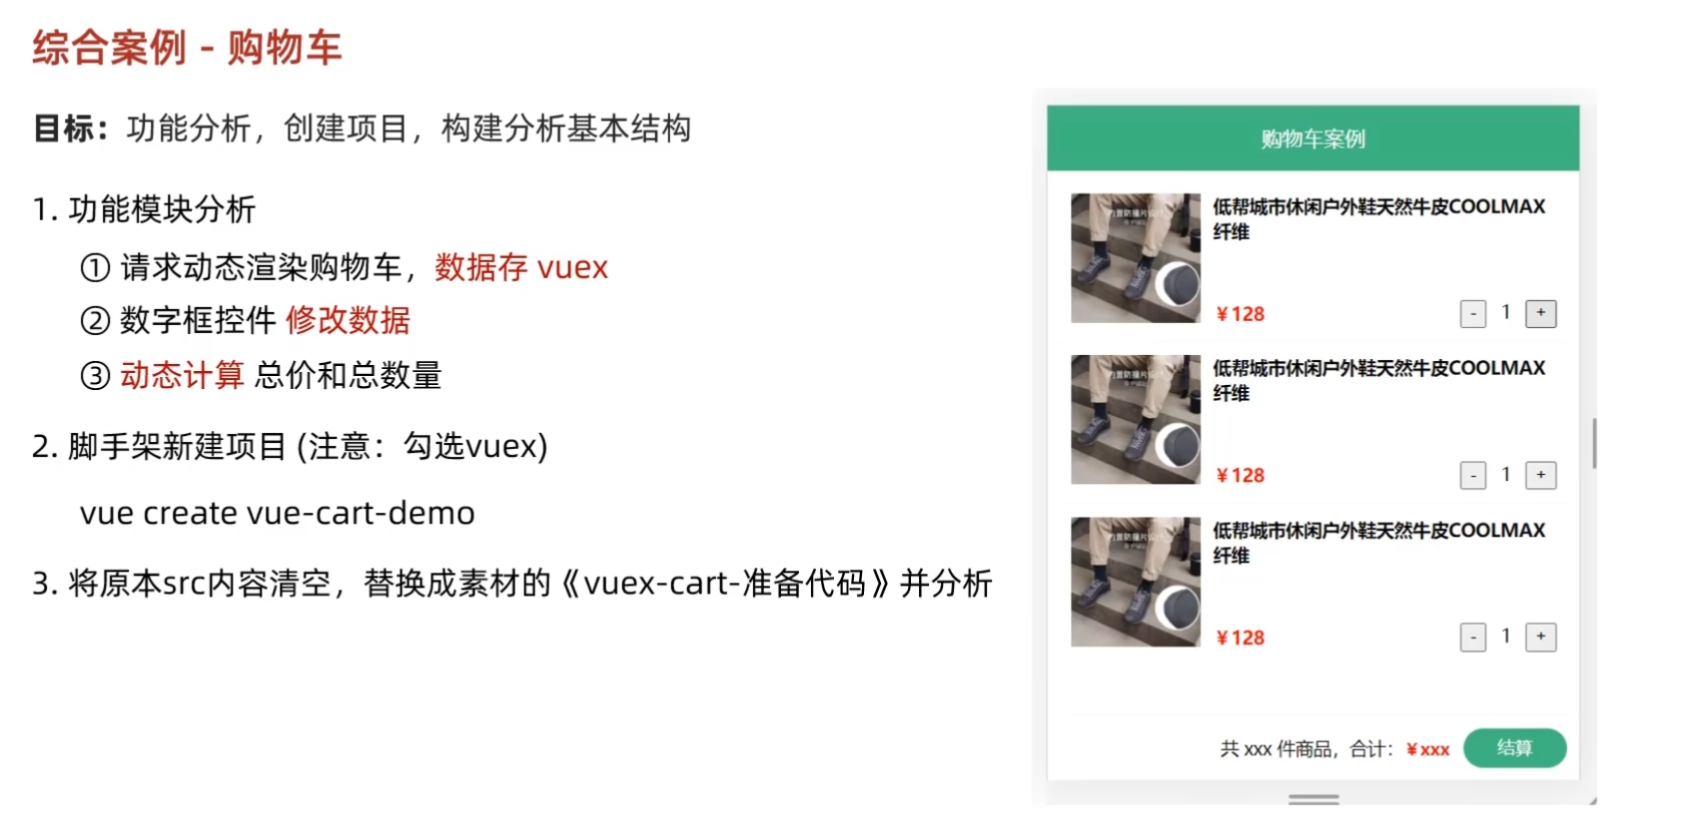 综合案例 - 购物车
目标：功能分析，创建项目，构建分析基本结构
1. 功能模块分析
① 请求动态渲染购物车，数据存 vuex
② 数字框控件 修改数据
③ 动态计算 总价和总数量
2. 脚手架新建项目 (注意：勾选vuex)
vue create vue-cart-demo
3. 将原本src内容清空，替换成素材的《vuex-cart-准备代码》并分析
购物车案例
低帮城市休闲户外鞋天然牛皮COOLMAX
纤维
¥128
- 1 +
低帮城市休闲户外鞋天然牛皮COOLMAX
纤维
¥128
- 1 +
低帮城市休闲户外鞋天然牛皮COOLMAX
纤维
¥128
- 1 +
共 xxx 件商品，合计：¥xxx 结算